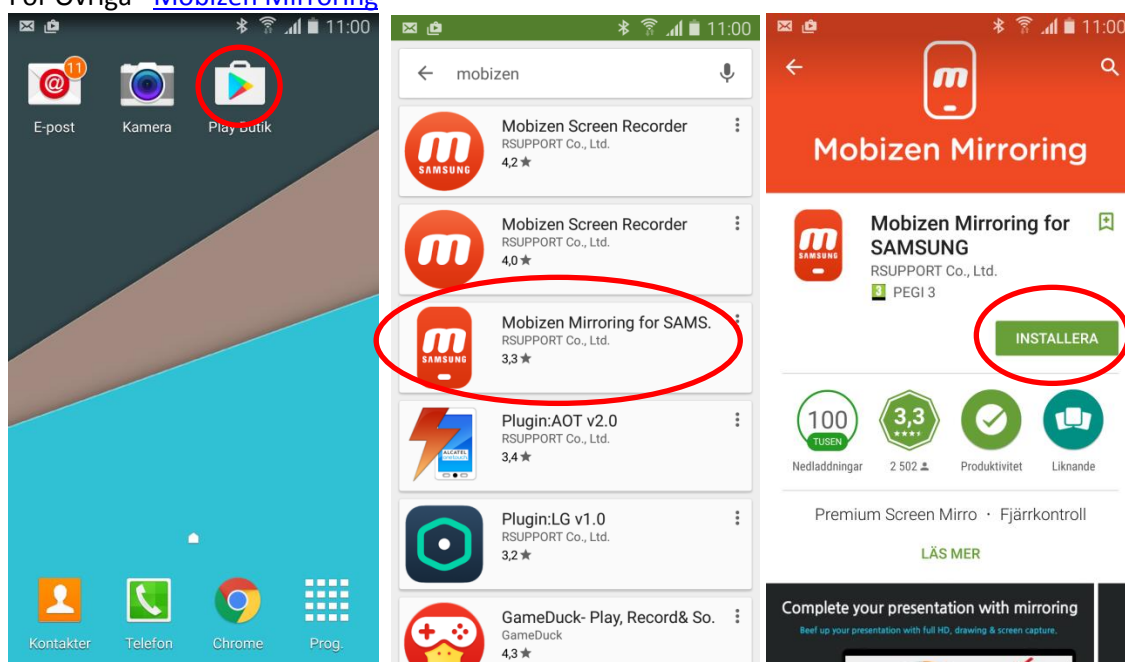 För Övriga - Mobizen Mirroring
11:00
11
E-post
Kamera
Play Butik
Kontakter
Telefon
Chrome
Prog.
11:00
mobizen
SAMSUNG
Mobizen Screen Recorder
RSUPPORT Co., Ltd.
4,2
Mobizen Screen Recorder
RSUPPORT Co., Ltd.
4,0
SAMSUNG
Mobizen Mirroring for SAMS.
RSUPPORT Co., Ltd.
3,3
ALCATEL
Plugin:AOT v2.0
RSUPPORT Co., Ltd.
3,4
Plugin:LG v1.0
RSUPPORT Co., Ltd.
3,2
GameDuck- Play, Record& So.
GameDuck
4,3
11:00
Mobizen Mirroring
SAMSUNG
Mobizen Mirroring for
SAMSUNG
RSUPPORT Co., Ltd.
3 PEGI 3
INSTALLERA
100
TUSEN
Nedladdningar
3,3
2 502
Produktivitet
Liknande
Premium Screen Mirro · Fjärrkontroll
LÄS MER
Complete your presentation with mirroring
Beef up your presentation with full HD, drawing & screen capture.